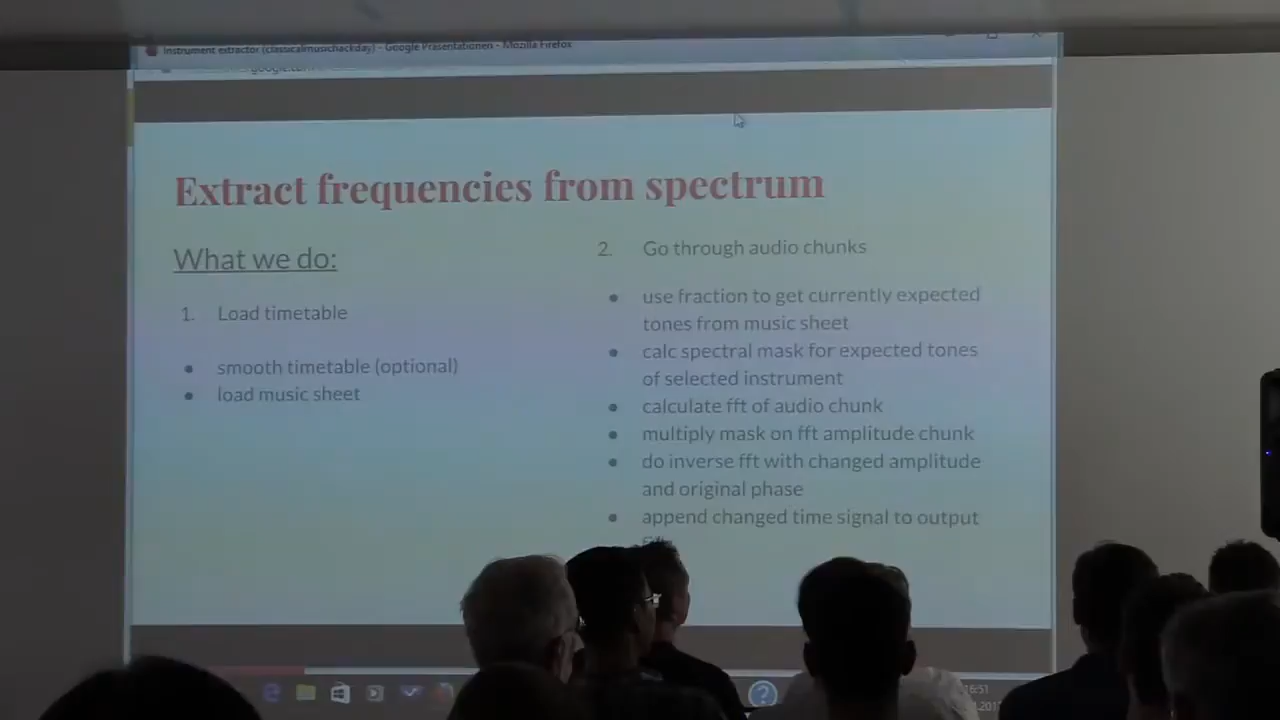 Instrument extractor (classicalmusichackday) - Google Präsentationen - Mozilla Firefox
Extract frequencies from spectrum
What we do:
1. Load timetable
• smooth timetable (optional)
• load music sheet
2. Go through audio chunks
• use fraction to get currently expected
tones from music sheet
• calc spectral mask for expected tones
of selected instrument
• calculate fft of audio chunk
• multiply mask on fft amplitude chunk
• do inverse fft with changed amplitude
and original phase
• append changed time signal to output
16:51